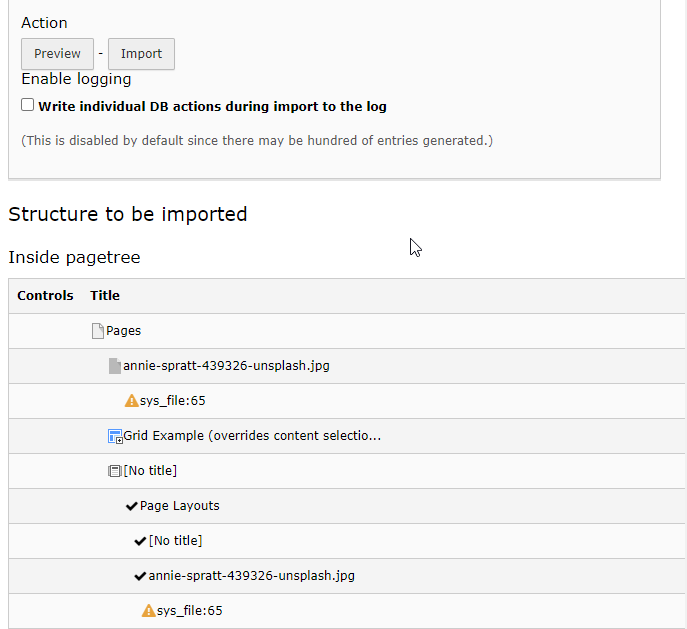 Action
Preview - Import
Enable logging
Write individual DB actions during import to the log
(This is disabled by default since there may be hundred of entries generated.)
Structure to be imported
Inside pagetree
Controls Title
Pages
annie-spratt-439326-unsplash.jpg
sys_file:65
Grid Example (overrides content selectio...
[No title]
Page Layouts
[No title]
annie-spratt-439326-unsplash.jpg
sys_file:65